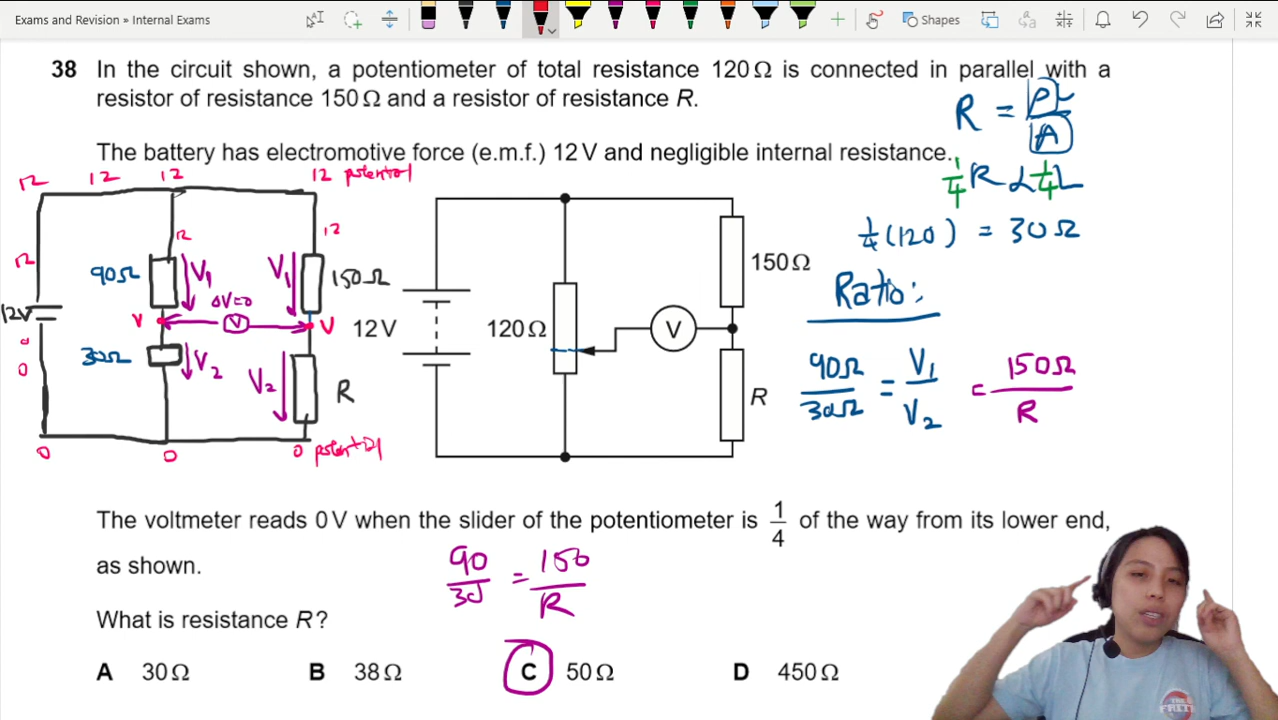 Exams and Revision » Internal Exams
Shapes
38 In the circuit shown, a potentiometer of total resistance 120 Ω is connected in parallel with a
resistor of resistance 150 Ω and a resistor of resistance R.
The battery has electromotive force (e.m.f.) 12 V and negligible internal resistance.
R = ρL/A
1/4 R α 1/4 L
1/4 (120) = 30Ω
12 12 12 12 potential
12 12
12
90Ω V₁ V₁ 150Ω
ΔV=0
12V V V V
30Ω V₂ V₂ R
0
0
0 0 0 potential
150 Ω
12 V 120 Ω V
R
Ratio:
90Ω/30Ω = V₁/V₂ = 150Ω/R
The voltmeter reads 0 V when the slider of the potentiometer is 1/4 of the way from its lower end,
as shown.
90/30 = 150/R
What is resistance R?
A 30 Ω B 38 Ω C 50 Ω D 450 Ω